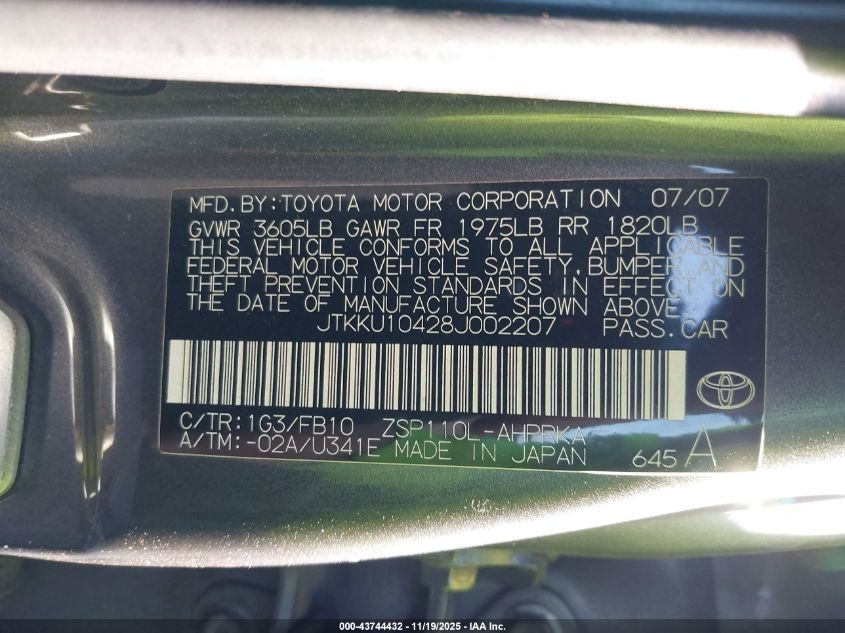 MFD. BY: TOYOTA MOTOR CORPORATION 07/07
GVWR 3605LB GAWR FR 1975LB RR 1820LB
THIS VEHICLE CONFORMS TO ALL APPLICABLE
FEDERAL MOTOR VEHICLE SAFETY, BUMPER, AND
THEFT PREVENTION STANDARDS IN EFFECT ON
THE DATE OF MANUFACTURE SHOWN ABOVE.
JTKKU10428J002207 PASS. CAR
C/TR: 1G3/FB10 ZSP110L-AHPRKA
A/TM: -02A/U341E MADE IN JAPAN 645 A
000-43744432 - 11/19/2025 - IAA Inc.